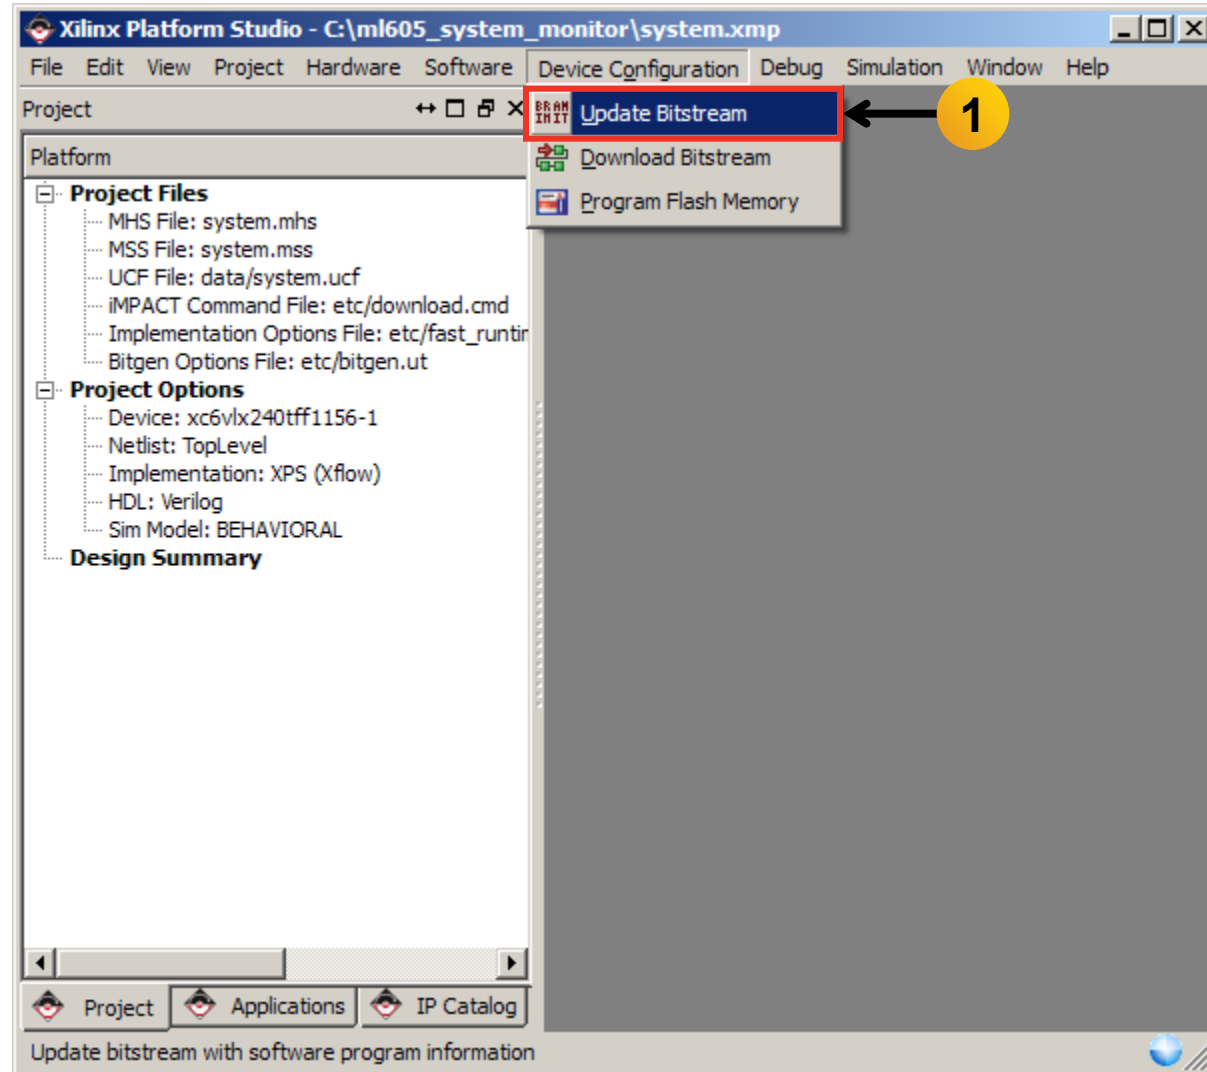 Xilinx Platform Studio - C:\ml605_system_monitor\system.xmp
File Edit View Project Hardware Software Device Configuration Debug Simulation Window Help
Project
BRAM INIT Update Bitstream
1
Download Bitstream
Program Flash Memory
Platform
Project Files
MHS File: system.mhs
MSS File: system.mss
UCF File: data/system.ucf
iMPACT Command File: etc/download.cmd
Implementation Options File: etc/fast_runtin
Bitgen Options File: etc/bitgen.ut
Project Options
Device: xc6vlx240tff1156-1
Netlist: TopLevel
Implementation: XPS (Xflow)
HDL: Verilog
Sim Model: BEHAVIORAL
Design Summary
Project Applications IP Catalog
Update bitstream with software program information